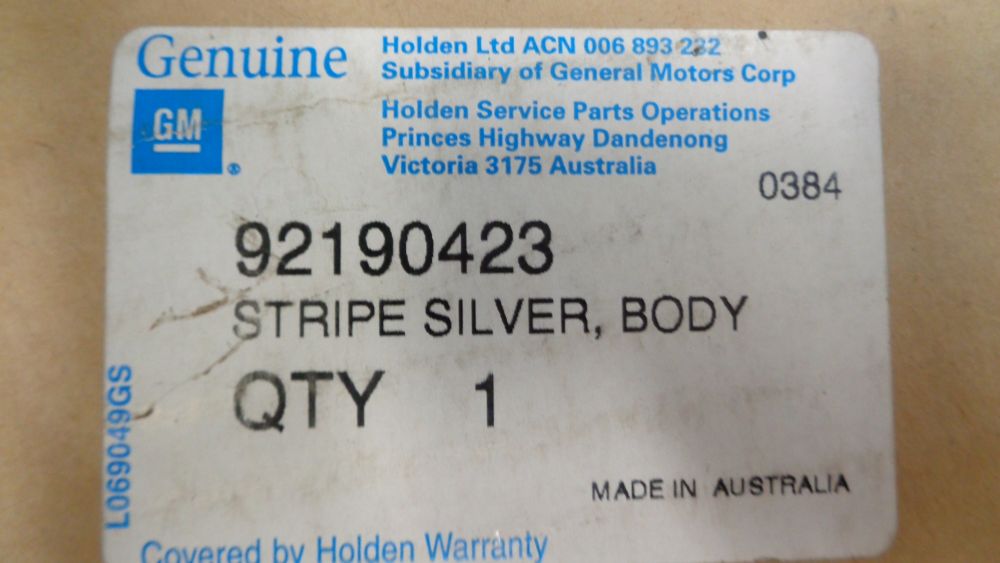 Genuine
GM
®
Holden Ltd ACN 006 893 232
Subsidiary of General Motors Corp
Holden Service Parts Operations
Princes Highway Dandenong
Victoria 3175 Australia
0384
92190423
STRIPE SILVER, BODY
QTY 1
L069049GS
MADE IN AUSTRALIA
Covered by Holden Warranty